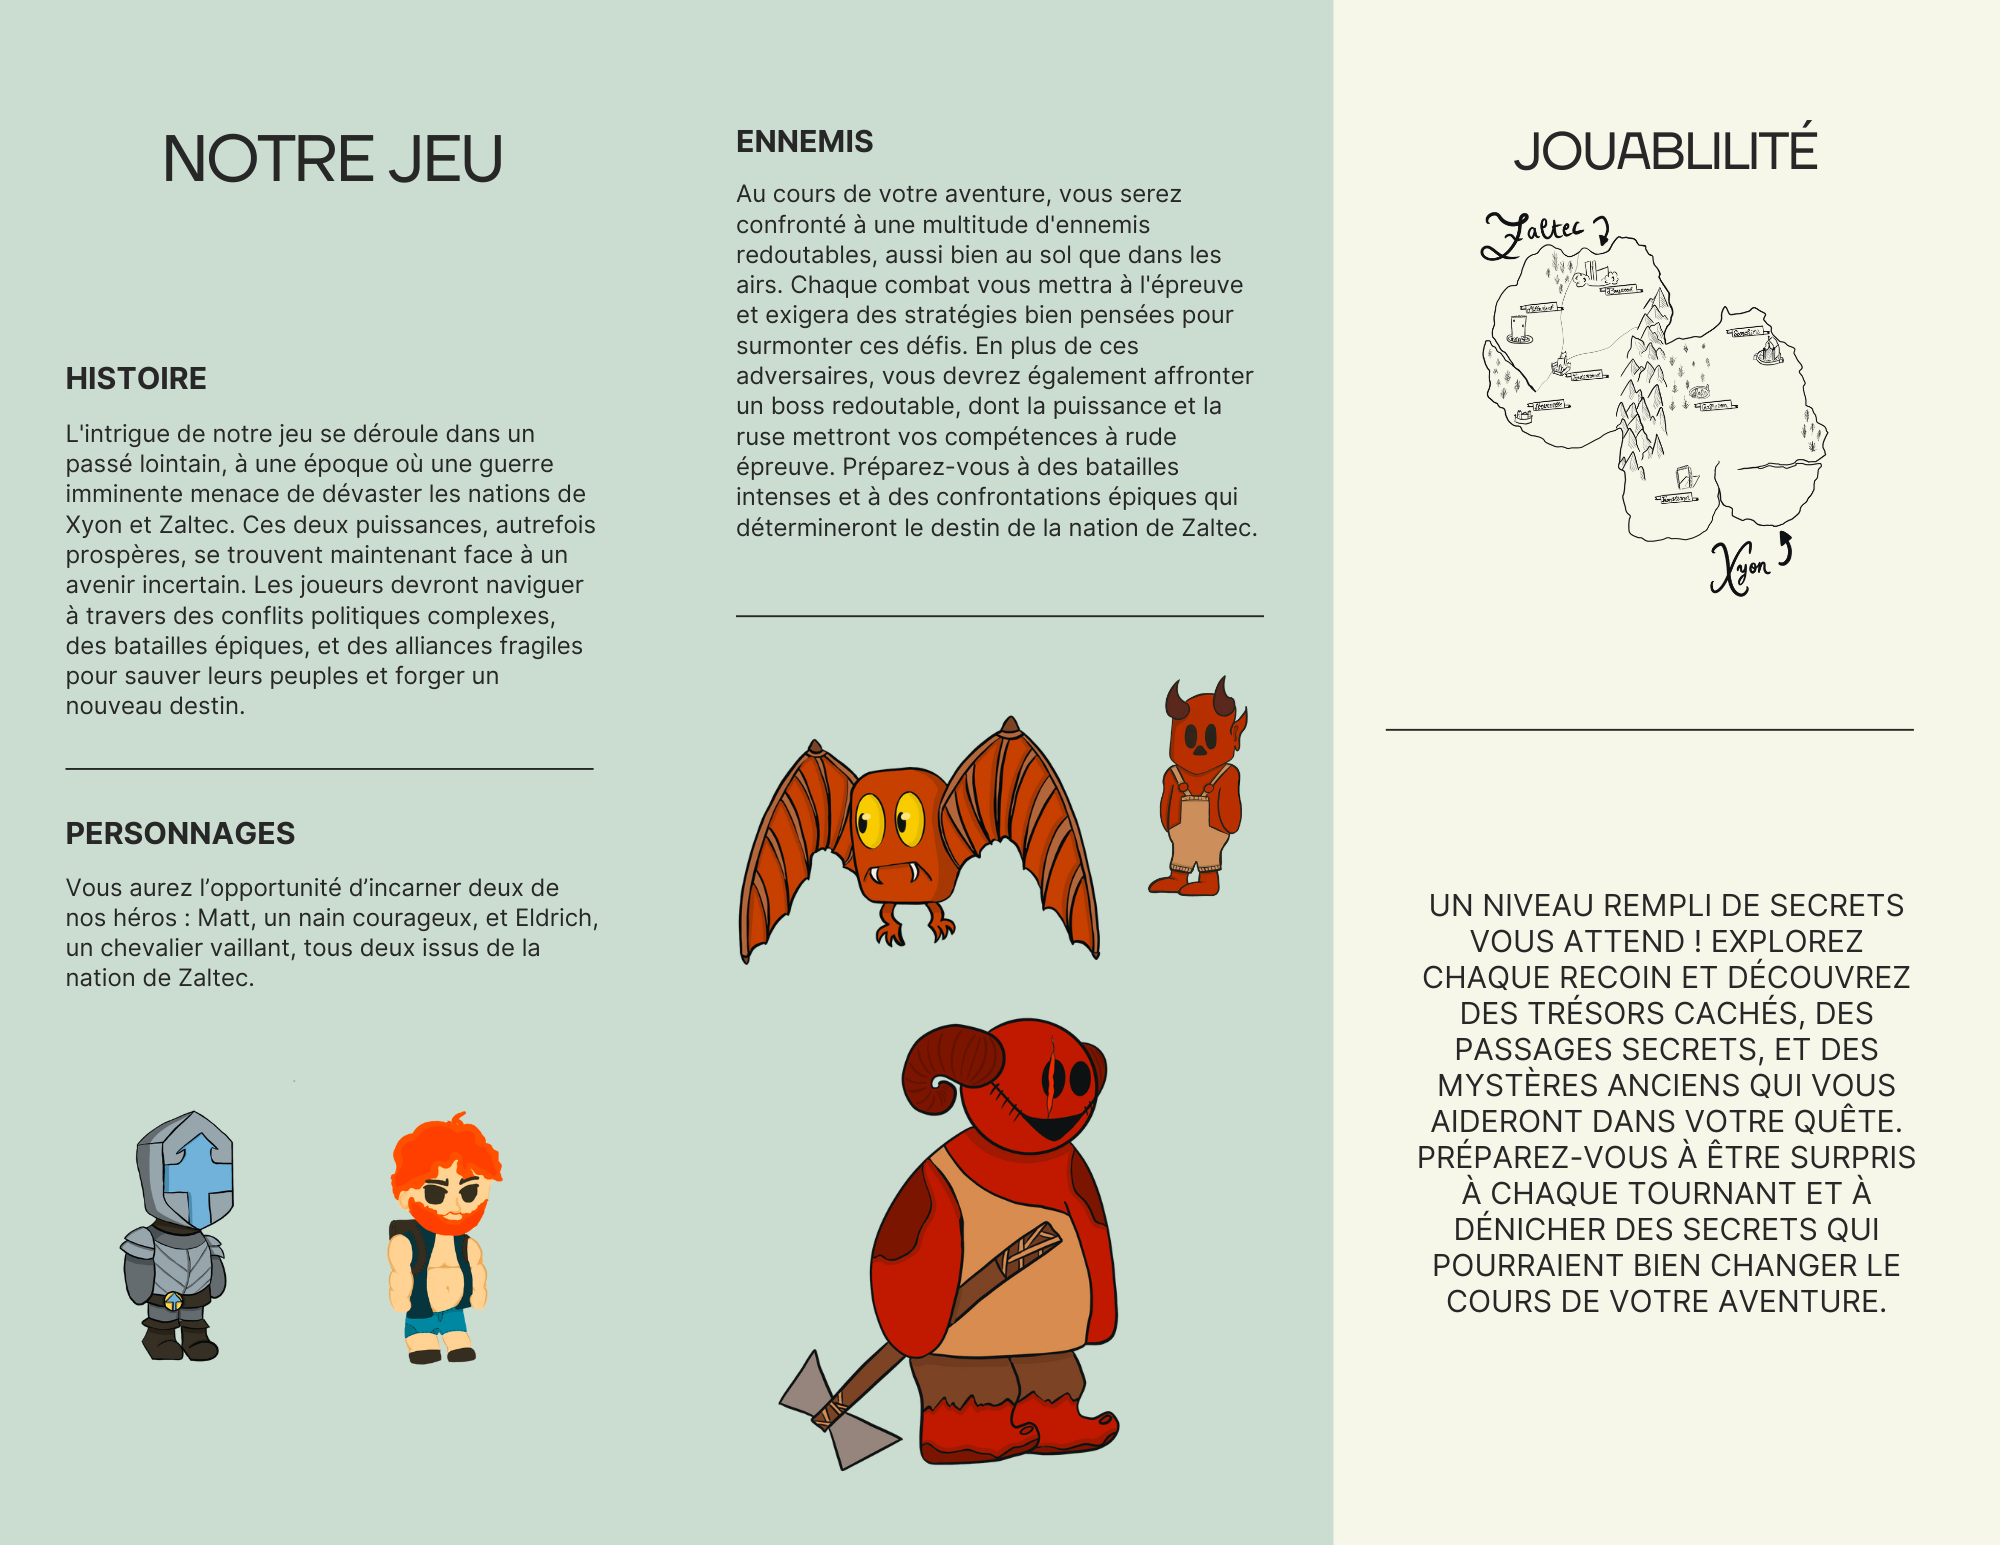 NOTRE JEU
HISTOIRE
L'intrigue de notre jeu se déroule dans un
passé lointain, à une époque où une guerre
imminente menace de dévaster les nations de
Xyon et Zaltec. Ces deux puissances, autrefois
prospères, se trouvent maintenant face à un
avenir incertain. Les joueurs devront naviguer
à travers des conflits politiques complexes,
des batailles épiques, et des alliances fragiles
pour sauver leurs peuples et forger un
nouveau destin.
PERSONNAGES
Vous aurez l’opportunité d’incarner deux de
nos héros : Matt, un nain courageux, et Eldrich,
un chevalier vaillant, tous deux issus de la
nation de Zaltec.
ENNEMIS
Au cours de votre aventure, vous serez
confronté à une multitude d'ennemis
redoutables, aussi bien au sol que dans les
airs. Chaque combat vous mettra à l'épreuve
et exigera des stratégies bien pensées pour
surmonter ces défis. En plus de ces
adversaires, vous devrez également affronter
un boss redoutable, dont la puissance et la
ruse mettront vos compétences à rude
épreuve. Préparez-vous à des batailles
intenses et à des confrontations épiques qui
détermineront le destin de la nation de Zaltec.
JOUABLILITÉ
Zaltec
Xyon
UN NIVEAU REMPLI DE SECRETS
VOUS ATTEND ! EXPLOREZ
CHAQUE RECOIN ET DÉCOUVREZ
DES TRÉSORS CACHÉS, DES
PASSAGES SECRETS, ET DES
MYSTÈRES ANCIENS QUI VOUS
AIDERONT DANS VOTRE QUÊTE.
PRÉPAREZ-VOUS À ÊTRE SURPRIS
À CHAQUE TOURNANT ET À
DÉNICHER DES SECRETS QUI
POURRAIENT BIEN CHANGER LE
COURS DE VOTRE AVENTURE.